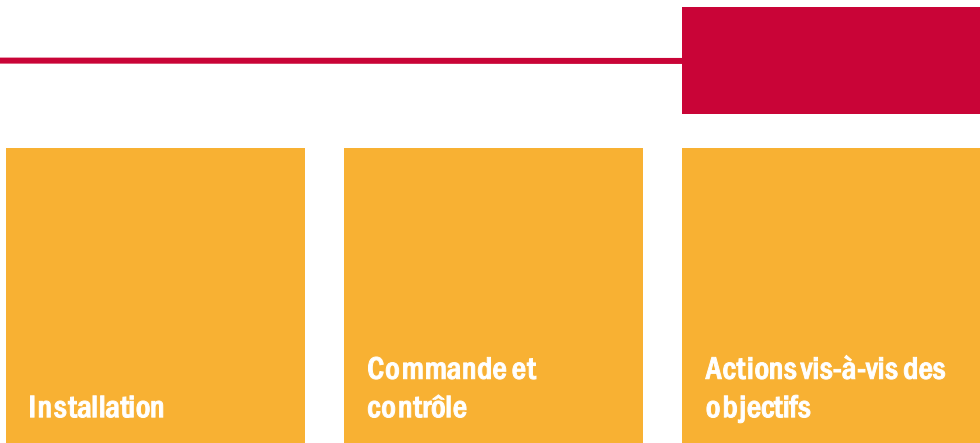 Installation
Commande et
contrôle
Actions vis-à-vis des
objectifs